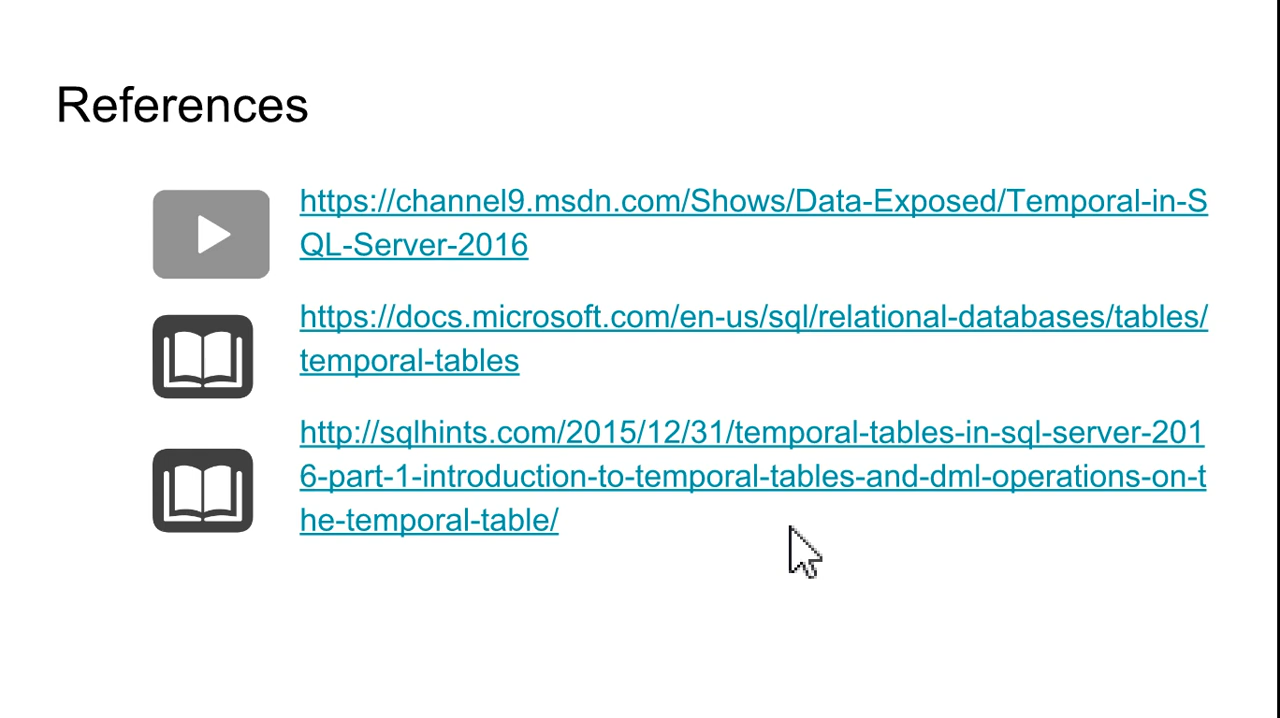 References
https://channel9.msdn.com/Shows/Data-Exposed/Temporal-in-S
QL-Server-2016
https://docs.microsoft.com/en-us/sql/relational-databases/tables/
temporal-tables
http://sqlhints.com/2015/12/31/temporal-tables-in-sql-server-201
6-part-1-introduction-to-temporal-tables-and-dml-operations-on-t
he-temporal-table/